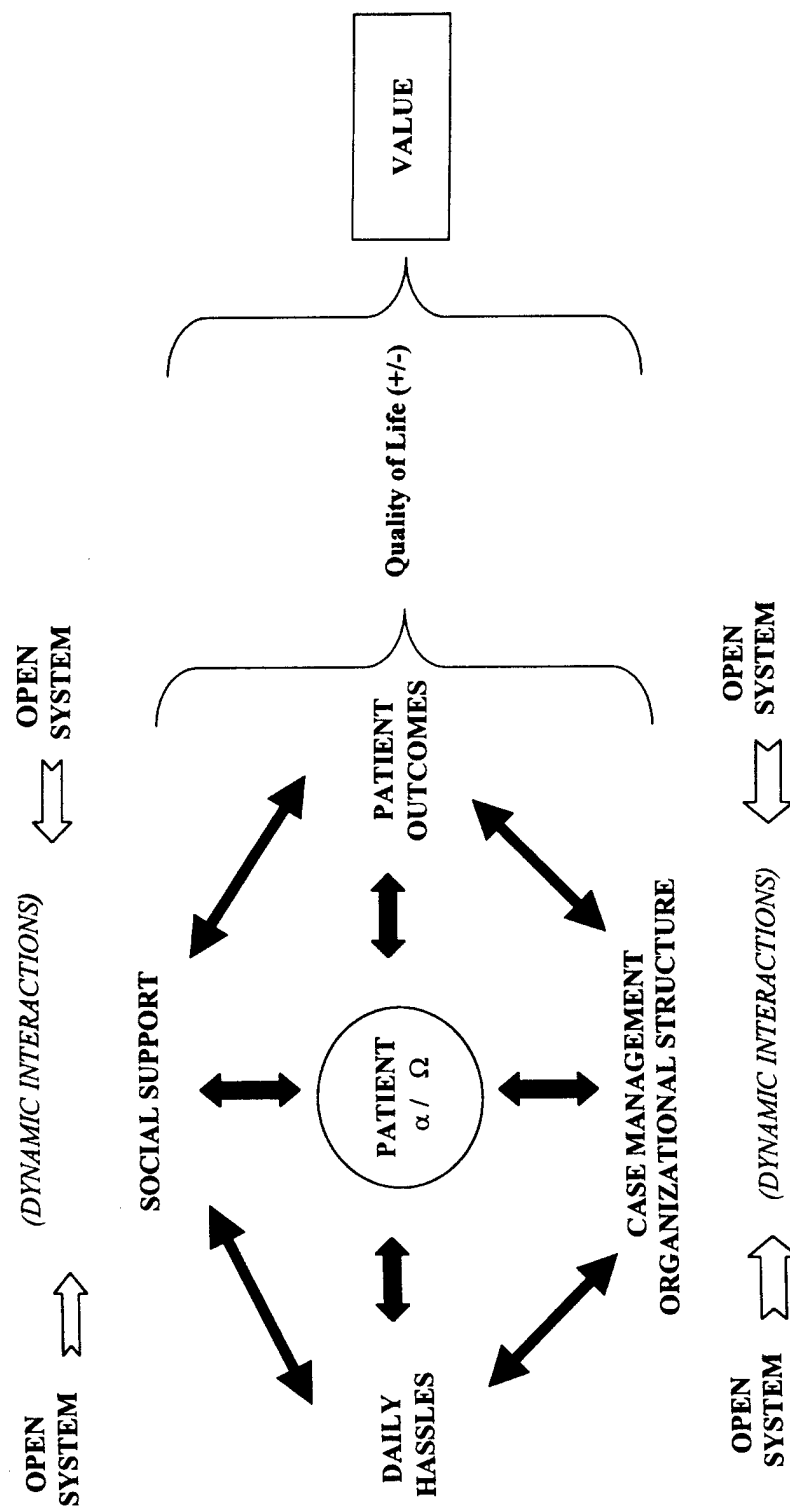 OPEN
SYSTEM
(DYNAMIC INTERACTIONS)
OPEN
SYSTEM
SOCIAL SUPPORT
DAILY
HASSLES
PATIENT
α / Ω
PATIENT
OUTCOMES
Quality of Life (+/-)
VALUE
CASE MANAGEMENT
ORGANIZATIONAL STRUCTURE
OPEN
SYSTEM
(DYNAMIC INTERACTIONS)
OPEN
SYSTEM